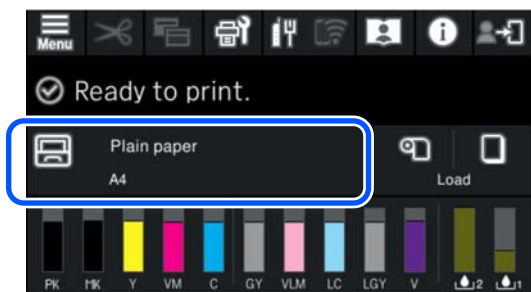 Menu
Ready to print.
Plain paper
A4
Load
PK MK Y VM C GY VLM LC LGY V 2 1